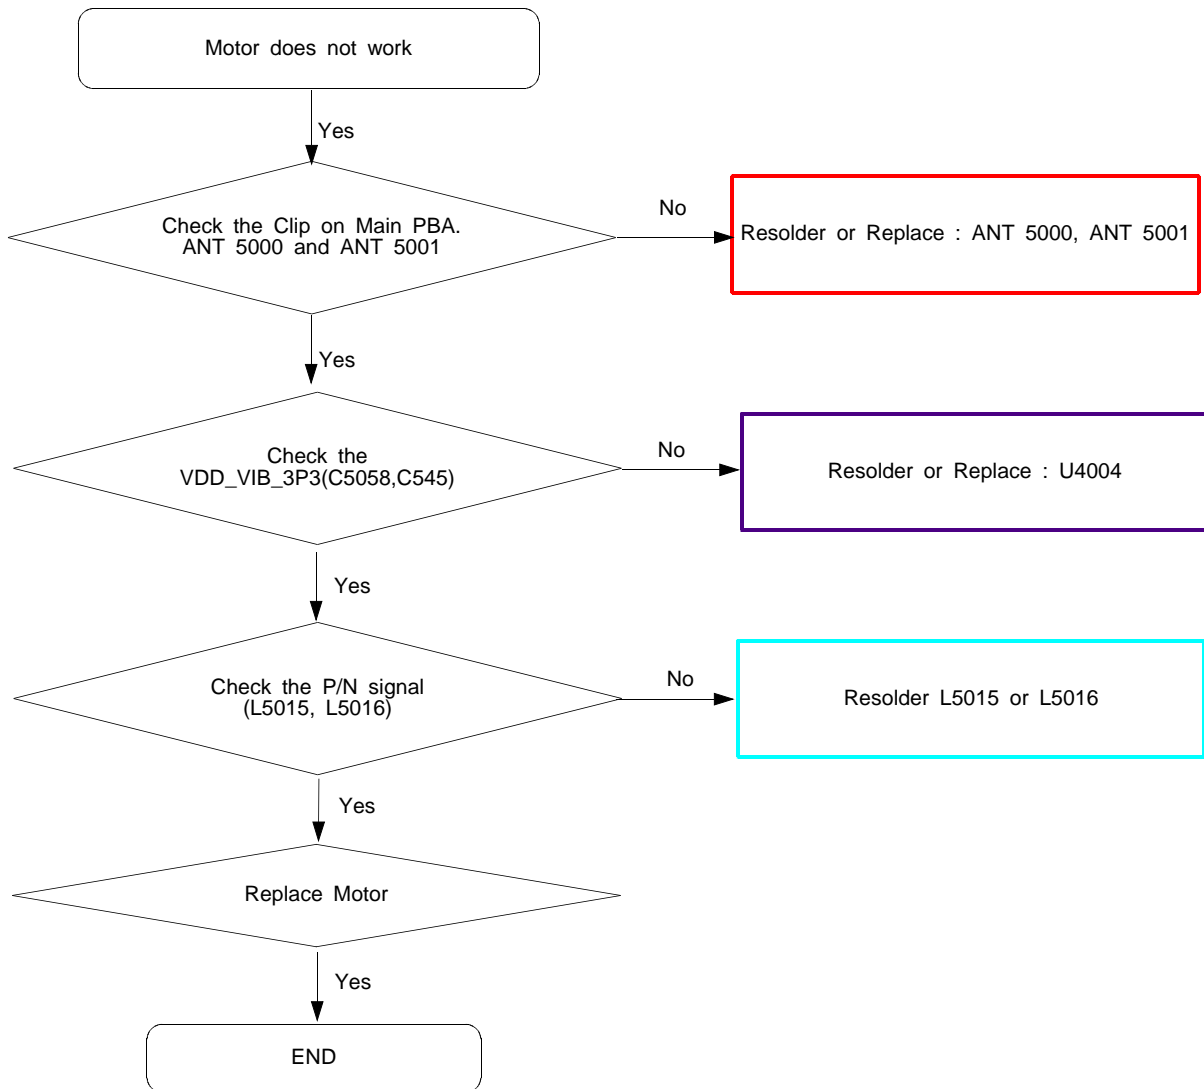 Motor does not work
Yes
Check the Clip on Main PBA.
ANT 5000 and ANT 5001
No
Resolder or Replace : ANT 5000, ANT 5001
Yes
Check the
VDD_VIB_3P3(C5058,C545)
No
Resolder or Replace : U4004
Yes
Check the P/N signal
(L5015, L5016)
No
Resolder L5015 or L5016
Yes
Replace Motor
Yes
END